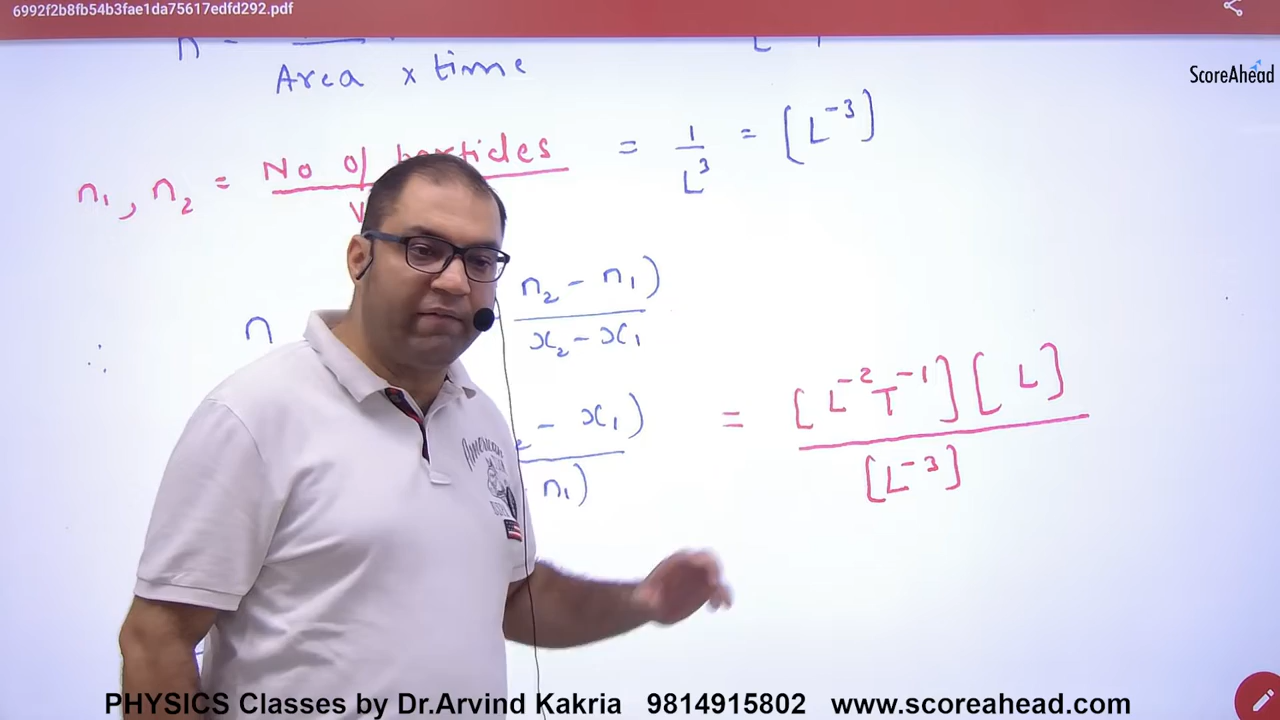 6992f2b8fb54b3fae1da75617edfd292.pdf
ScoreAhead
n =
Area × time
n₁, n₂ = No of particles = 1 / L³ = [L⁻³]
∴ n n₂ - n₁) / x₂ - x₁
- x₁) / n₁) = [L⁻²T⁻¹][L] / [L⁻³]
PHYSICS Classes by Dr.Arvind Kakria 9814915802 www.scoreahead.com